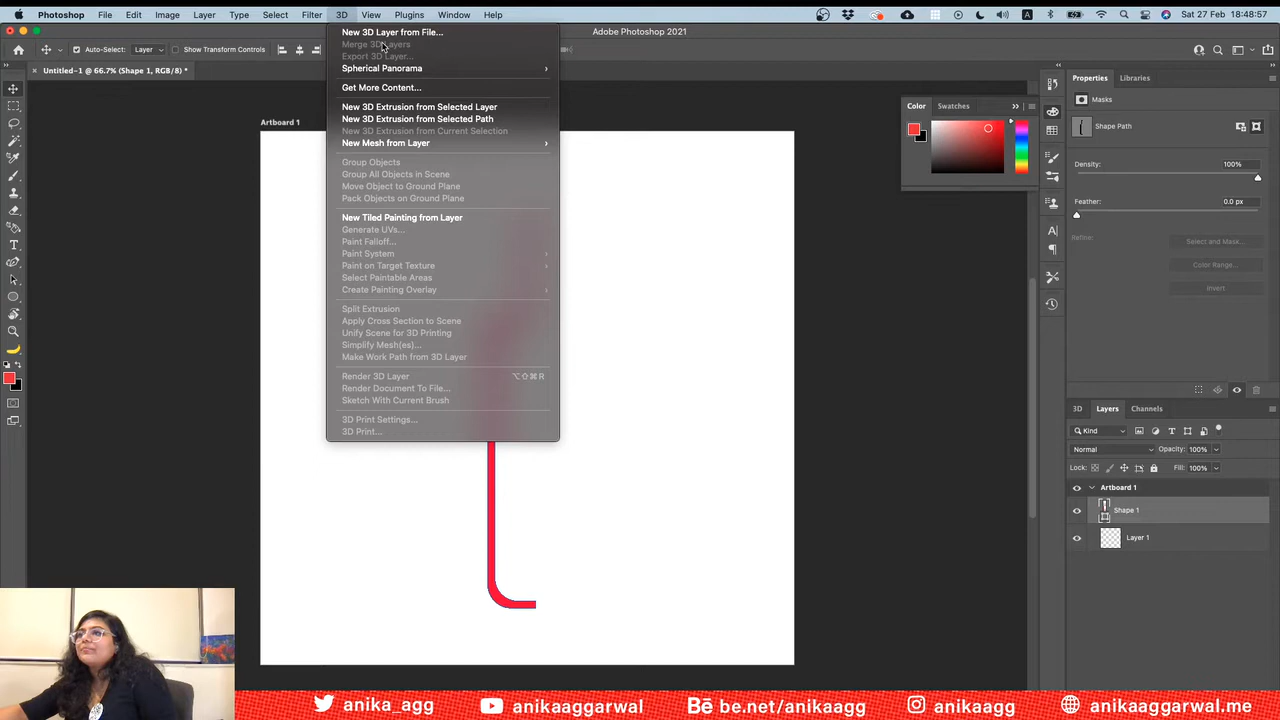 Photoshop File Edit Image Layer Type Select Filter 3D View Plugins Window Help Sat 27 Feb 18:48:57
Adobe Photoshop 2021
Auto-Select: Layer Show Transform Controls
Untitled-1 @ 66.7% (Shape 1, RGB/8) *
Artboard 1
New 3D Layer from File...
Merge 3D Layers
Export 3D Layer...
Spherical Panorama
Get More Content...
New 3D Extrusion from Selected Layer
New 3D Extrusion from Selected Path
New 3D Extrusion from Current Selection
New Mesh from Layer
Group Objects
Group All Objects in Scene
Move Object to Ground Plane
Pack Objects on Ground Plane
New Tiled Painting from Layer
Generate UVs...
Paint Falloff...
Paint System
Paint on Target Texture
Select Paintable Areas
Create Painting Overlay
Split Extrusion
Apply Cross Section to Scene
Unify Scene for 3D Printing
Simplify Mesh(es)...
Make Work Path from 3D Layer
Render 3D Layer ⌥⇧⌘R
Render Document To File...
Sketch With Current Brush
3D Print Settings...
3D Print...
Color Swatches
Properties Libraries
Masks
Shape Path
Density: 100%
Feather: 0.0 px
Refine: Select and Mask...
Color Range...
Invert
3D Layers Channels
Kind
Normal Opacity: 100%
Lock: Fill: 100%
Artboard 1
Shape 1
Layer 1
anika_agg anikaaggarwal Bē be.net/anikaagg anikaaggarwal anikaaggarwal.me